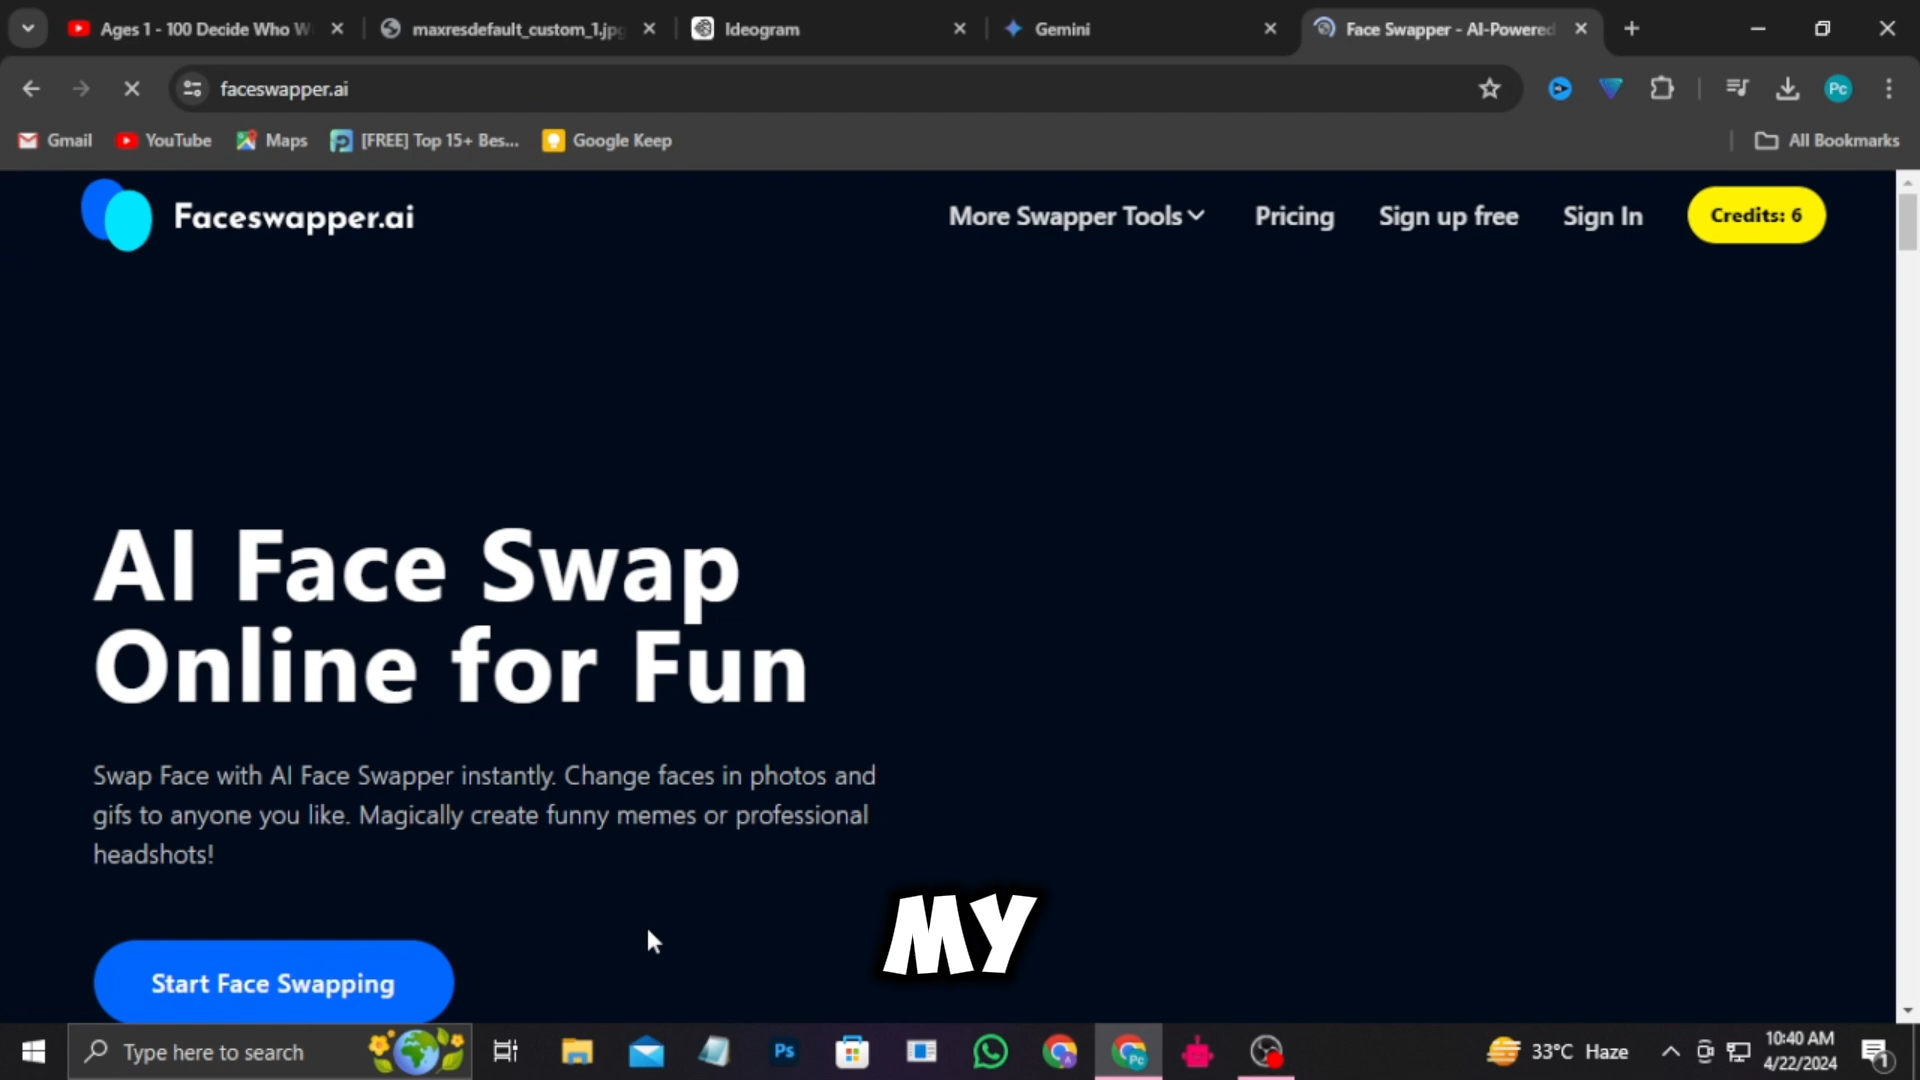 Ages 1 - 100 Decide Who W
maxresdefault_custom_1.jpg
Ideogram
Gemini
Face Swapper - AI-Powered
faceswapper.ai
Pc
Gmail
YouTube
Maps
[FREE] Top 15+ Bes...
Google Keep
All Bookmarks
Faceswapper.ai
More Swapper Tools
Pricing
Sign up free
Sign In
Credits: 6
AI Face Swap
Online for Fun
Swap Face with AI Face Swapper instantly. Change faces in photos and
gifs to anyone you like. Magically create funny memes or professional
headshots!
MY
Start Face Swapping
Type here to search
Ps
Pc
33°C Haze
10:40 AM
4/22/2024
1